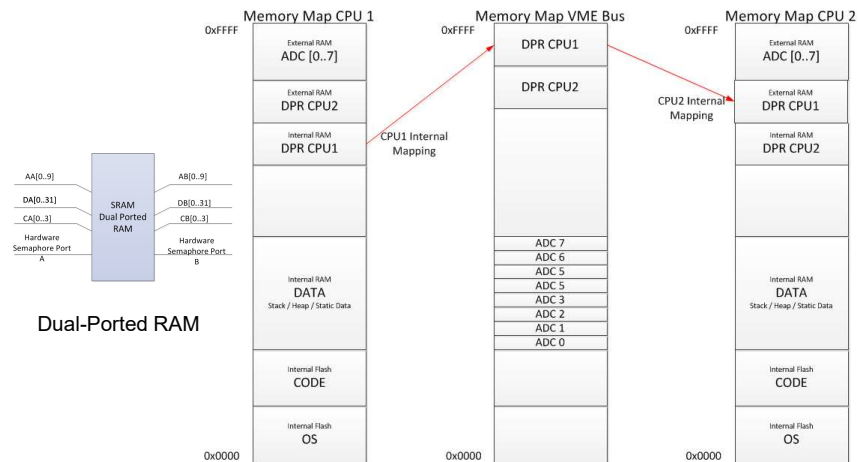 Memory Map CPU 1
0xFFFF
External RAM
ADC [0..7]
External RAM
DPR CPU2
Internal RAM
DPR CPU1
Internal RAM
DATA
Stack / Heap / Static Data
Internal Flash
CODE
Internal Flash
OS
0x0000
CPU1 Internal
Mapping
Memory Map VME Bus
0xFFFF
DPR CPU1
DPR CPU2
ADC 7
ADC 6
ADC 5
ADC 5
ADC 3
ADC 2
ADC 1
ADC 0
0x0000
CPU2 Internal
Mapping
Memory Map CPU 2
0xFFFF
External RAM
ADC [0..7]
External RAM
DPR CPU1
Internal RAM
DPR CPU2
Internal RAM
DATA
Stack / Heap / Static Data
Internal Flash
CODE
Internal Flash
OS
0x0000
AA[0..9]
DA[0..31]
CA[0..3]
Hardware
Semaphore Port
A
SRAM
Dual Ported
RAM
AB[0..9]
DB[0..31]
CB[0..3]
Hardware
Semaphore Port
B
Dual-Ported RAM